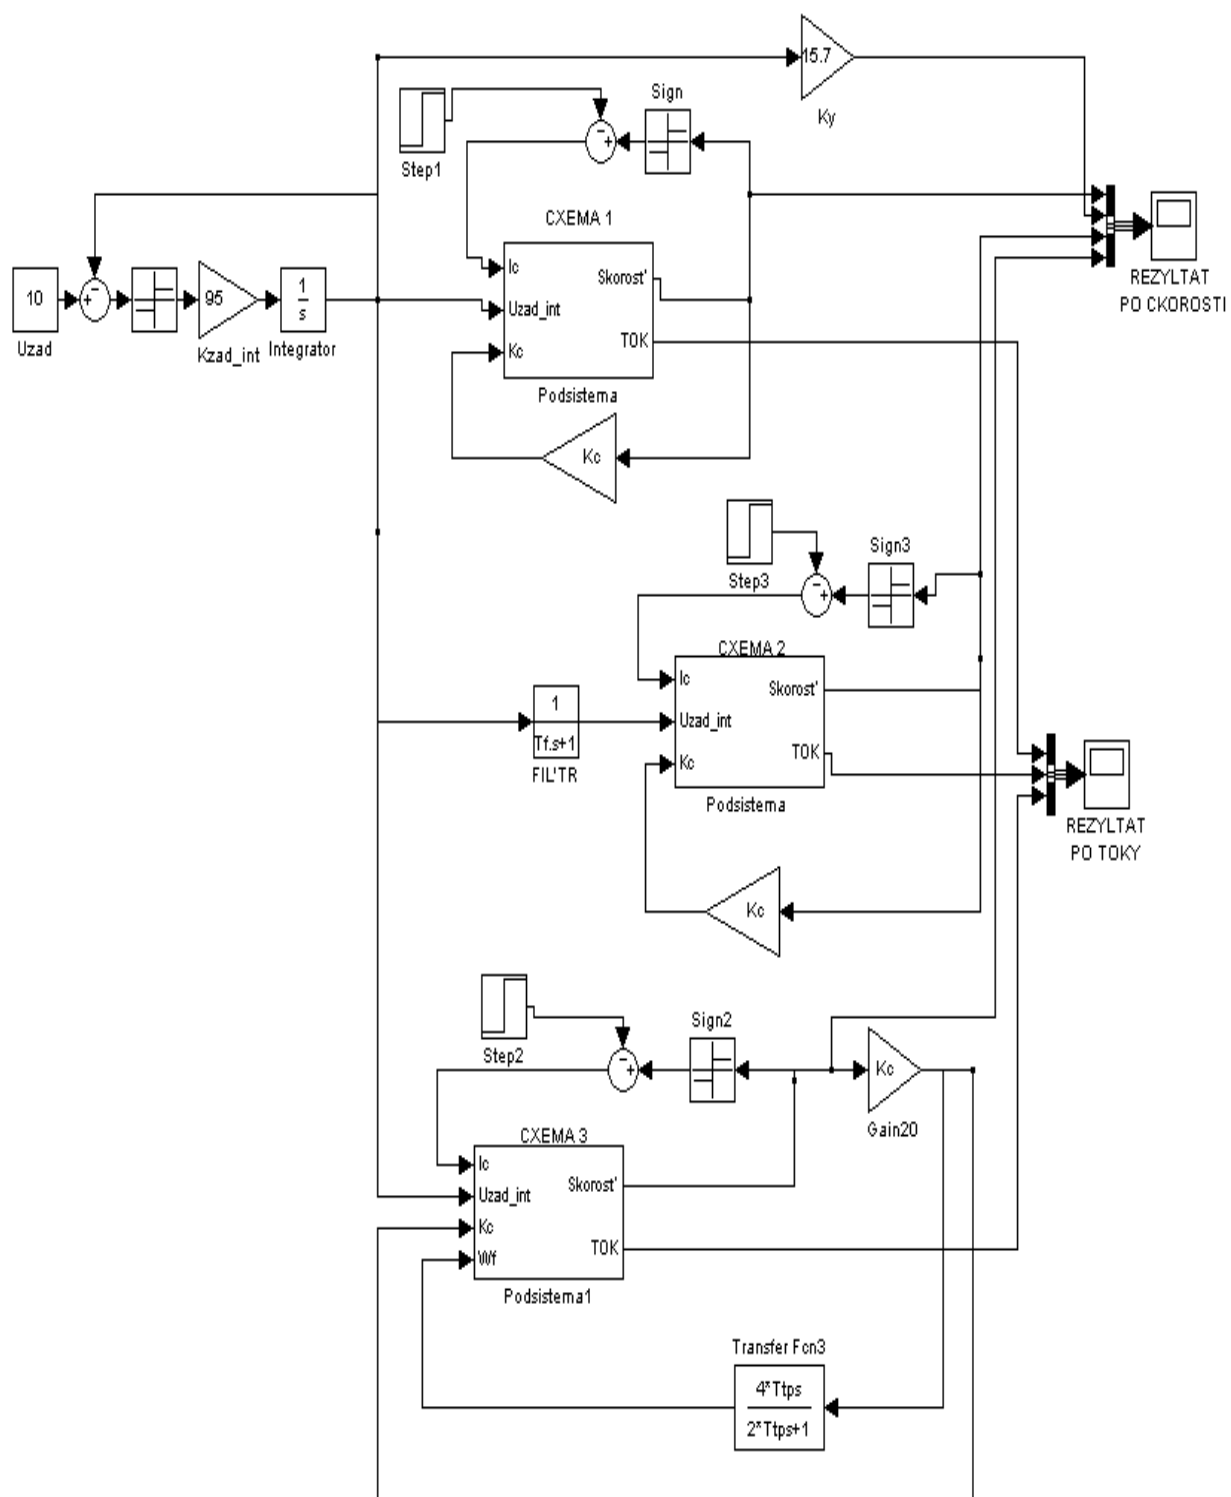 15.7
Ky
Sign
Step1
CXEMA 1
Ic
Uzad_int
Kc
Skorost'
TOK
Podsistema
Kc
REZYLTAT
PO CKOROSTI
10
Uzad
95
Kzad_int
1
s
Integrator
Step3
Sign3
CXEMA 2
Ic
Uzad_int
Kc
Skorost'
TOK
Podsistema
1
Tf.s+1
FIL'TR
Kc
REZYLTAT
PO TOKY
Step2
Sign2
Kc
Gain20
CXEMA 3
Ic
Uzad_int
Kc
Wf
Skorost'
TOK
Podsistema1
Transfer Fcn3
4*Ttps
2*Ttps+1